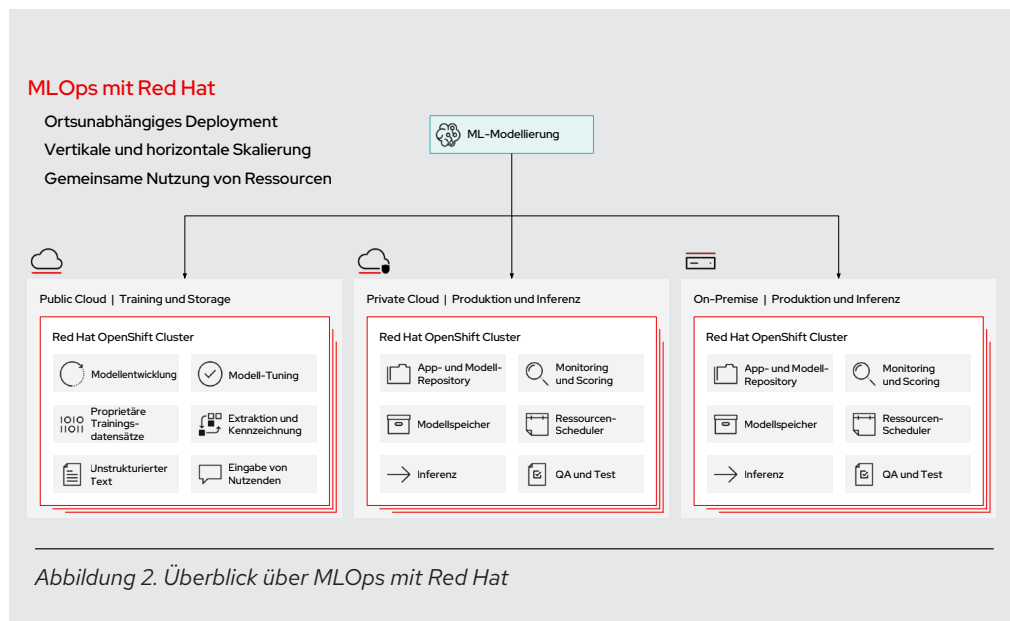 MLOps mit Red Hat
Ortsunabhängiges Deployment
Vertikale und horizontale Skalierung
Gemeinsame Nutzung von Ressourcen
ML-Modellierung
Public Cloud | Training und Storage
Red Hat OpenShift Cluster
Modellentwicklung
Modell-Tuning
Proprietäre
Trainings-
datensätze
Extraktion und
Kennzeichnung
Unstrukturierter
Text
Eingabe von
Nutzenden
Private Cloud | Produktion und Inferenz
Red Hat OpenShift Cluster
App- und Modell-
Repository
Monitoring
und Scoring
Modellspeicher
Ressourcen-
Scheduler
Inferenz
QA und Test
On-Premise | Produktion und Inferenz
Red Hat OpenShift Cluster
App- und Modell-
Repository
Monitoring
und Scoring
Modellspeicher
Ressourcen-
Scheduler
Inferenz
QA und Test
Abbildung 2. Überblick über MLOps mit Red Hat